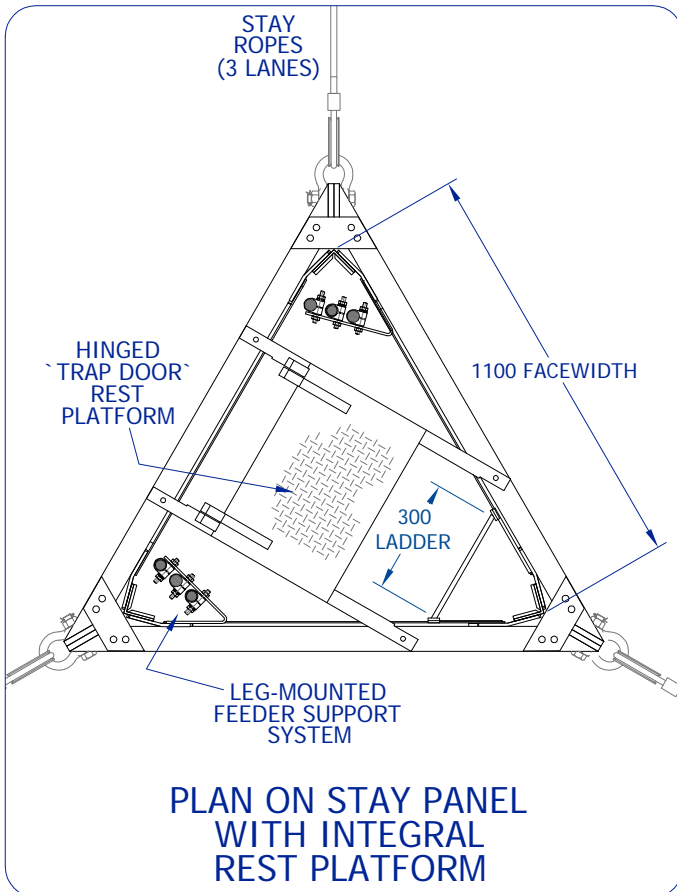 STAY
ROPES
(3 LANES)
HINGED
`TRAP DOOR`
REST
PLATFORM
1100 FACEWIDTH
300
LADDER
LEG-MOUNTED
FEEDER SUPPORT
SYSTEM
PLAN ON STAY PANEL
WITH INTEGRAL
REST PLATFORM